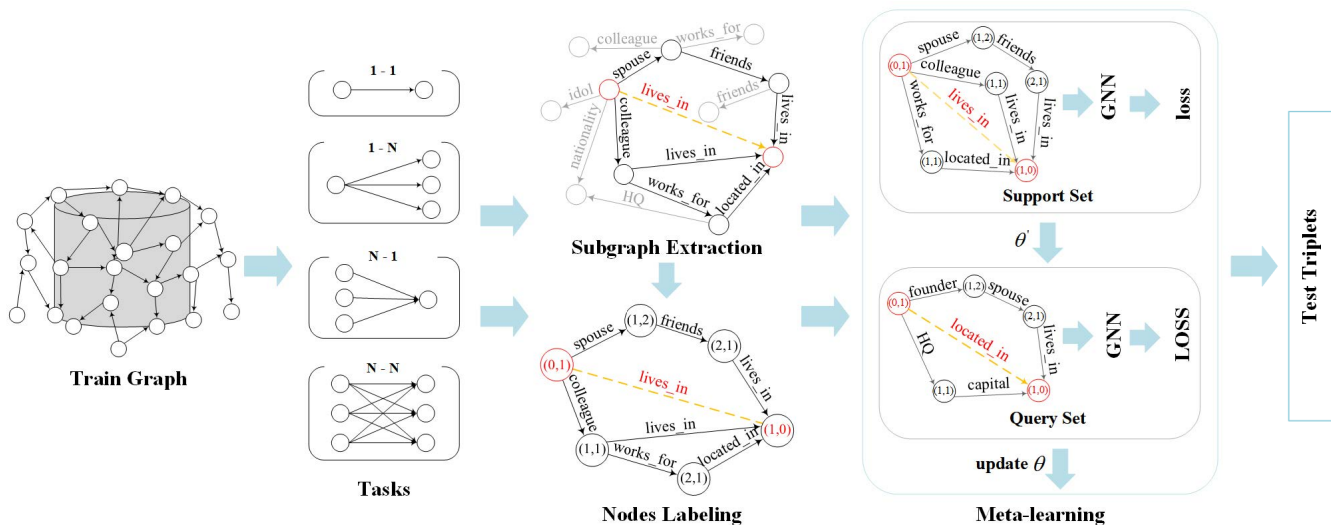 Train Graph
1 - 1
1 - N
N - 1
N - N
Tasks
colleague
works_for
spouse
friends
idol
lives_in
friends
lives_in
nationality
colleague
lives_in
works_for
located_in
HQ
Subgraph Extraction
(1,2)
friends
spouse
(2,1)
(0,1)
lives_in
lives_in
colleague
lives_in
(1,0)
(1,1)
works_for
located_in
(2,1)
Nodes Labeling
spouse
(1,2)
friends
(0,1)
colleague
(1,1)
(2,1)
lives_in
works_for
lives_in
lives_in
(1,1)
located_in
(1,0)
Support Set
GNN
loss
θ'
founder
(1,2)
spouse
(0,1)
(2,1)
located_in
lives_in
HQ
(1,1)
capital
(1,0)
Query Set
GNN
LOSS
update θ
Meta-learning
Test Triplets